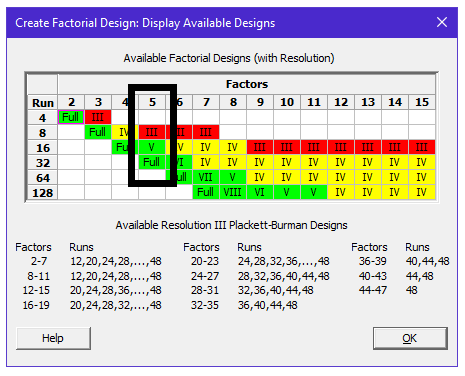 Create Factorial Design: Display Available Designs
Available Factorial Designs (with Resolution)
Factors
Run 2 3 4 5 6 7 8 9 10 11 12 13 14 15
4 Full III
8 Full IV III III III
16 Full V IV IV IV III III III III III III III
32 Full VI IV IV IV IV IV IV IV IV IV
64 Full VII V IV IV IV IV IV IV IV
128 Full VIII VI V V IV IV IV IV
Available Resolution III Plackett-Burman Designs
Factors Runs Factors Runs Factors Runs
2-7 12,20,24,28,...,48 20-23 24,28,32,36,...,48 36-39 40,44,48
8-11 12,20,24,28,...,48 24-27 28,32,36,40,44,48 40-43 44,48
12-15 20,24,28,36,...,48 28-31 32,36,40,44,48 44-47 48
16-19 20,24,28,32,...,48 32-35 36,40,44,48
Help OK